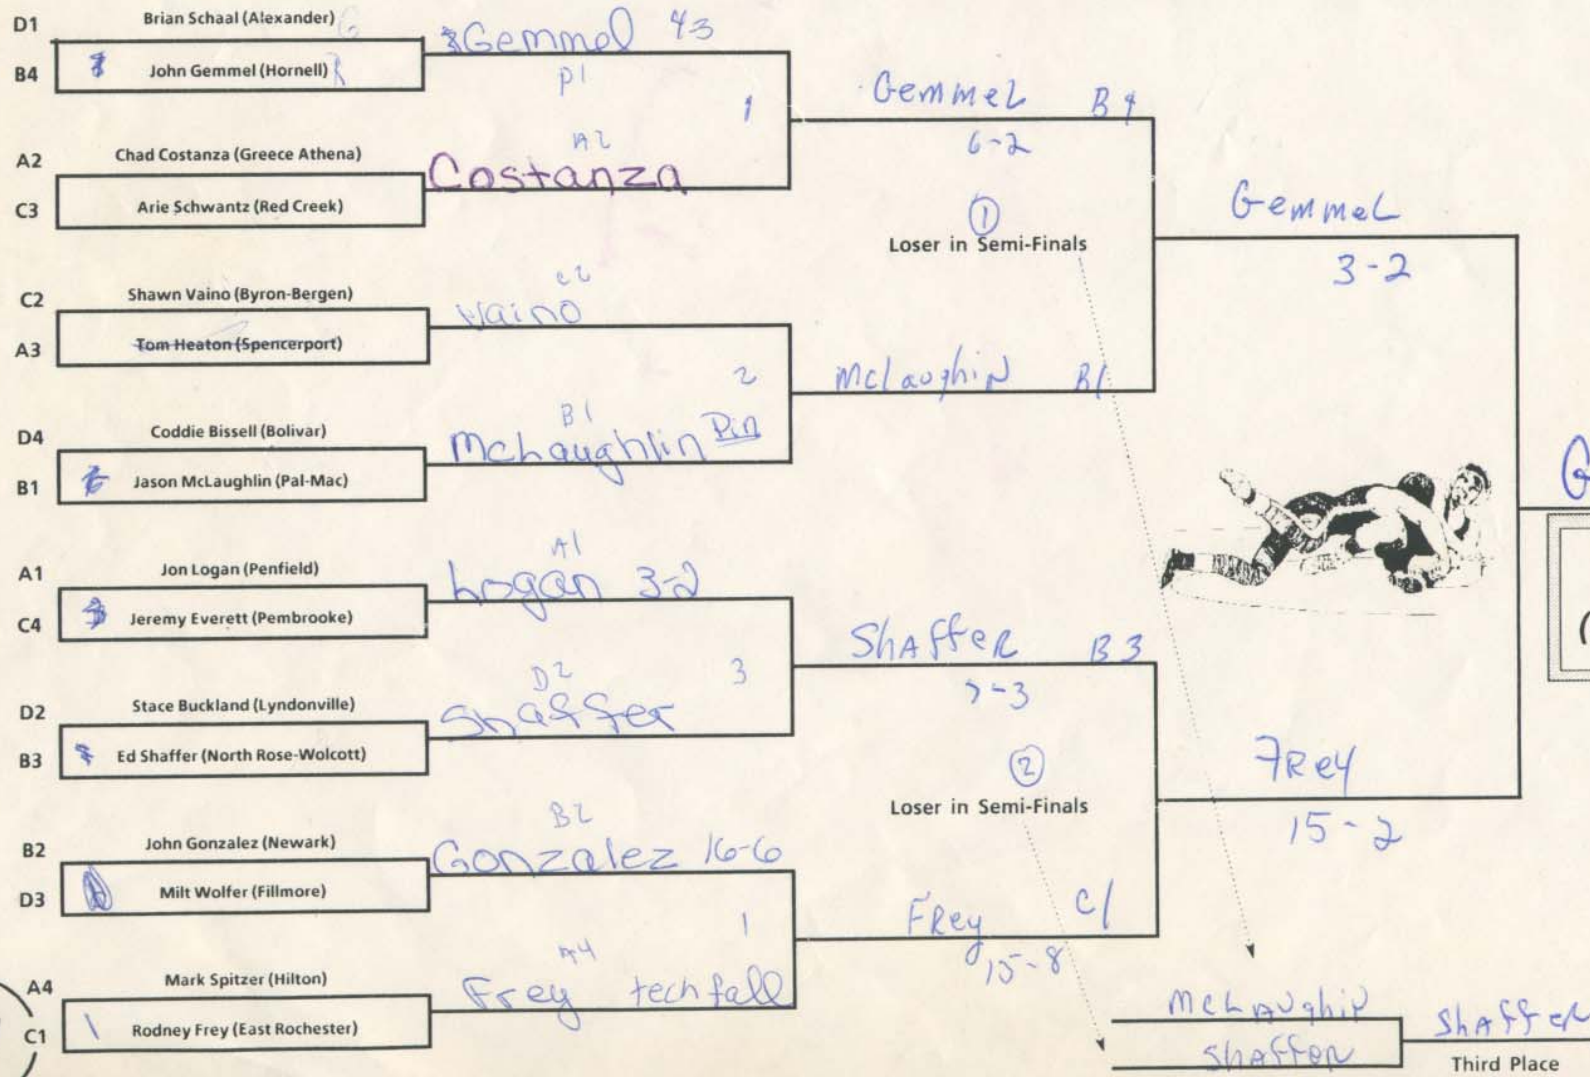 D1 Brian Schaal (Alexander) G
B4 John Gemmel (Hornell) R
Gemmel 43
P1
1
A2 Chad Costanza (Greece Athena)
C3 Arie Schwantz (Red Creek)
A2
Costanza
Gemmel B4
6-2
C2 Shawn Vaino (Byron-Bergen)
A3 Tom Heaton (Spencerport)
C2
Vaino
2
D4 Coddie Bissell (Bolivar)
B1 Jason McLaughlin (Pal-Mac)
B1
McLaughlin Pin
McLaughin B1
1
Loser in Semi-Finals
Gemmel
3-2
A1 Jon Logan (Penfield)
C4 Jeremy Everett (Pembrooke)
A1
Logan 3-2
3
D2 Stace Buckland (Lyndonville)
B3 Ed Shaffer (North Rose-Wolcott)
D2
Shaffer
Shaffer B3
7-3
B2 John Gonzalez (Newark)
D3 Milt Wolfer (Fillmore)
B2
Gonzalez 16-6
1
A4 Mark Spitzer (Hilton)
C1 1 Rodney Frey (East Rochester)
A4
Frey tech fall
Frey C1
15-8
2
Loser in Semi-Finals
Frey
15-2
G
McLaughin
Shaffer
Shaffer
Third Place